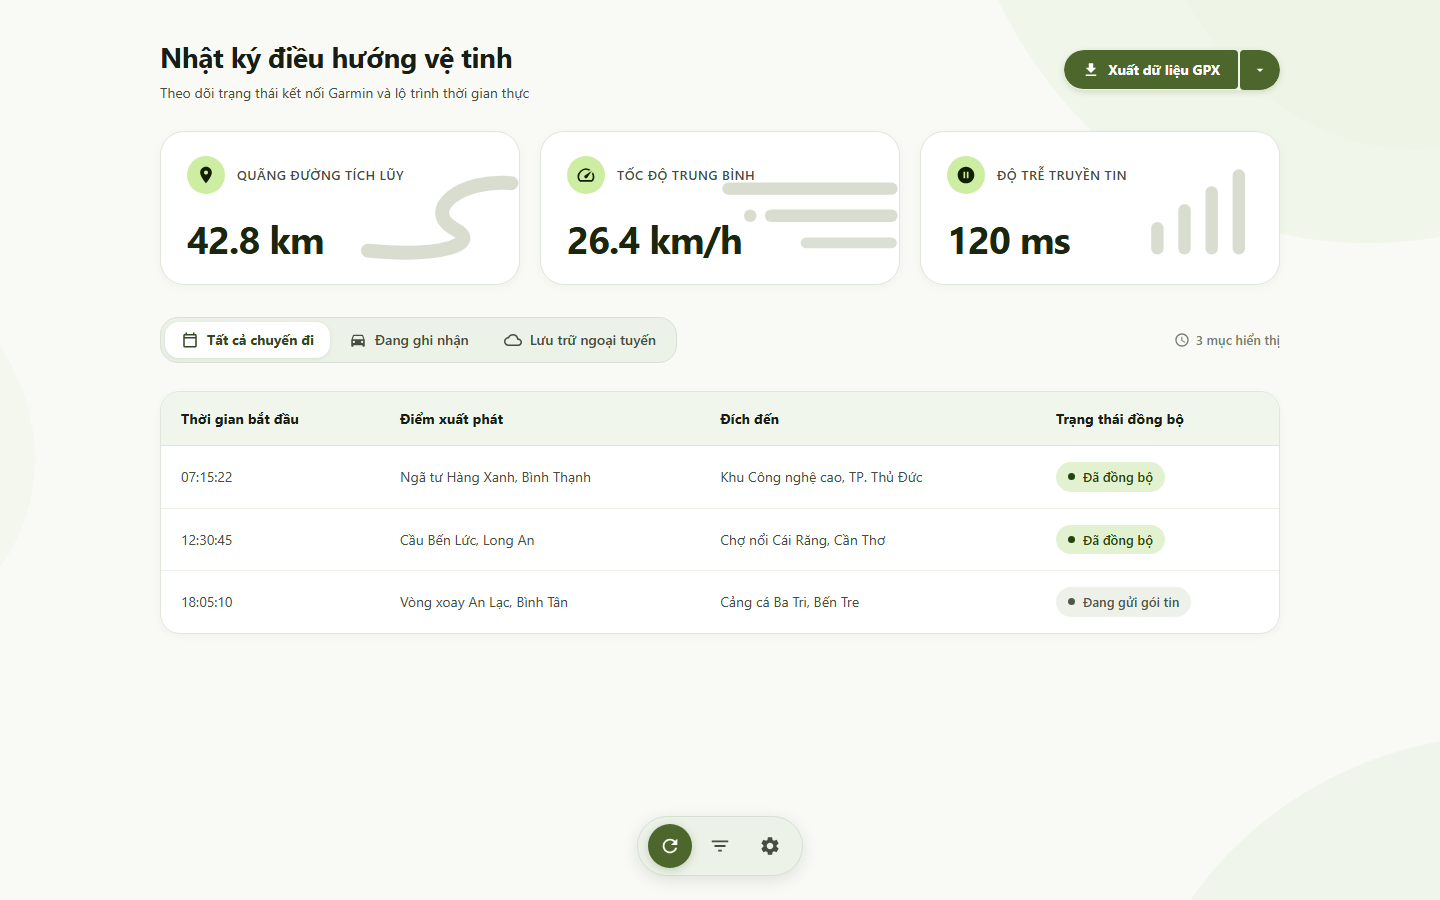 Nhật ký điều hướng vệ tinh
Theo dõi trạng thái kết nối Garmin và lộ trình thời gian thực
Xuất dữ liệu GPX
QUÃNG ĐƯỜNG TÍCH LŨY
42.8 km
TỐC ĐỘ TRUNG BÌNH
26.4 km/h
ĐỘ TRỄ TRUYỀN TIN
120 ms
Tất cả chuyến đi
Đang ghi nhận
Lưu trữ ngoại tuyến
3 mục hiển thị
Thời gian bắt đầu Điểm xuất phát Đích đến Trạng thái đồng bộ
07:15:22 Ngã tư Hàng Xanh, Bình Thạnh Khu Công nghệ cao, TP. Thủ Đức Đã đồng bộ
12:30:45 Cầu Bến Lức, Long An Chợ nổi Cái Răng, Cần Thơ Đã đồng bộ
18:05:10 Vòng xoay An Lạc, Bình Tân Cảng cá Ba Tri, Bến Tre Đang gửi gói tin